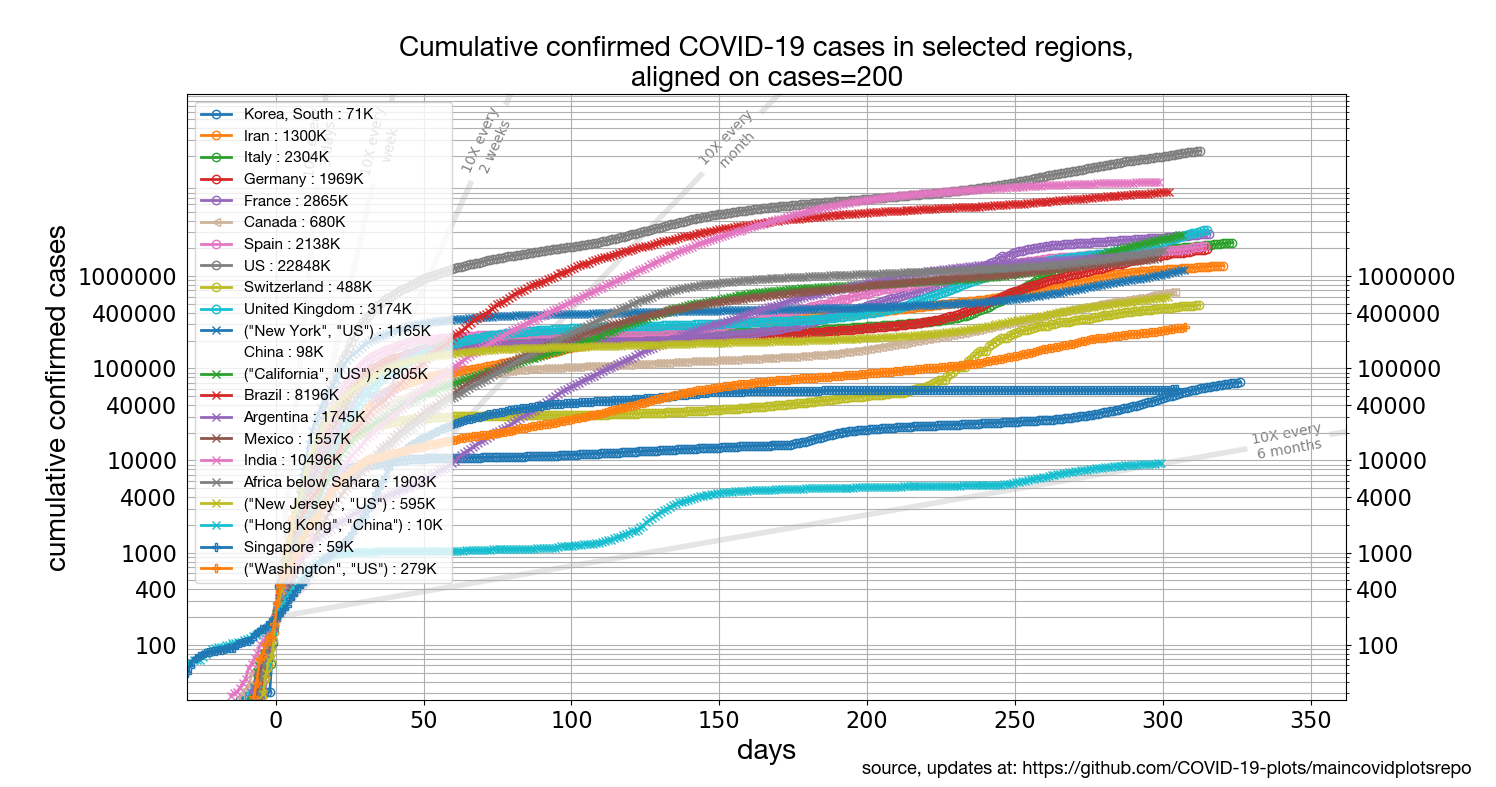 Cumulative confirmed COVID-19 cases in selected regions,
aligned on cases=200
cumulative confirmed cases
1000000
400000
100000
40000
10000
4000
1000
400
100
Korea, South : 71K
Iran : 1300K
Italy : 2304K
Germany : 1969K
France : 2865K
Canada : 680K
Spain : 2138K
US : 22848K
Switzerland : 488K
United Kingdom : 3174K
("New York", "US") : 1165K
China : 98K
("California", "US") : 2805K
Brazil : 8196K
Argentina : 1745K
Mexico : 1557K
India : 10496K
Africa below Sahara : 1903K
("New Jersey", "US") : 595K
("Hong Kong", "China") : 10K
Singapore : 59K
("Washington", "US") : 279K
days
10X every
week
10X every
2 weeks
10X every
month
10X every
6 months
1000000
400000
100000
40000
10000
4000
1000
400
100
0 50 100 150 200 250 300 350
days
source, updates at: https://github.com/COVID-19-plots/maincovidplotsrepo